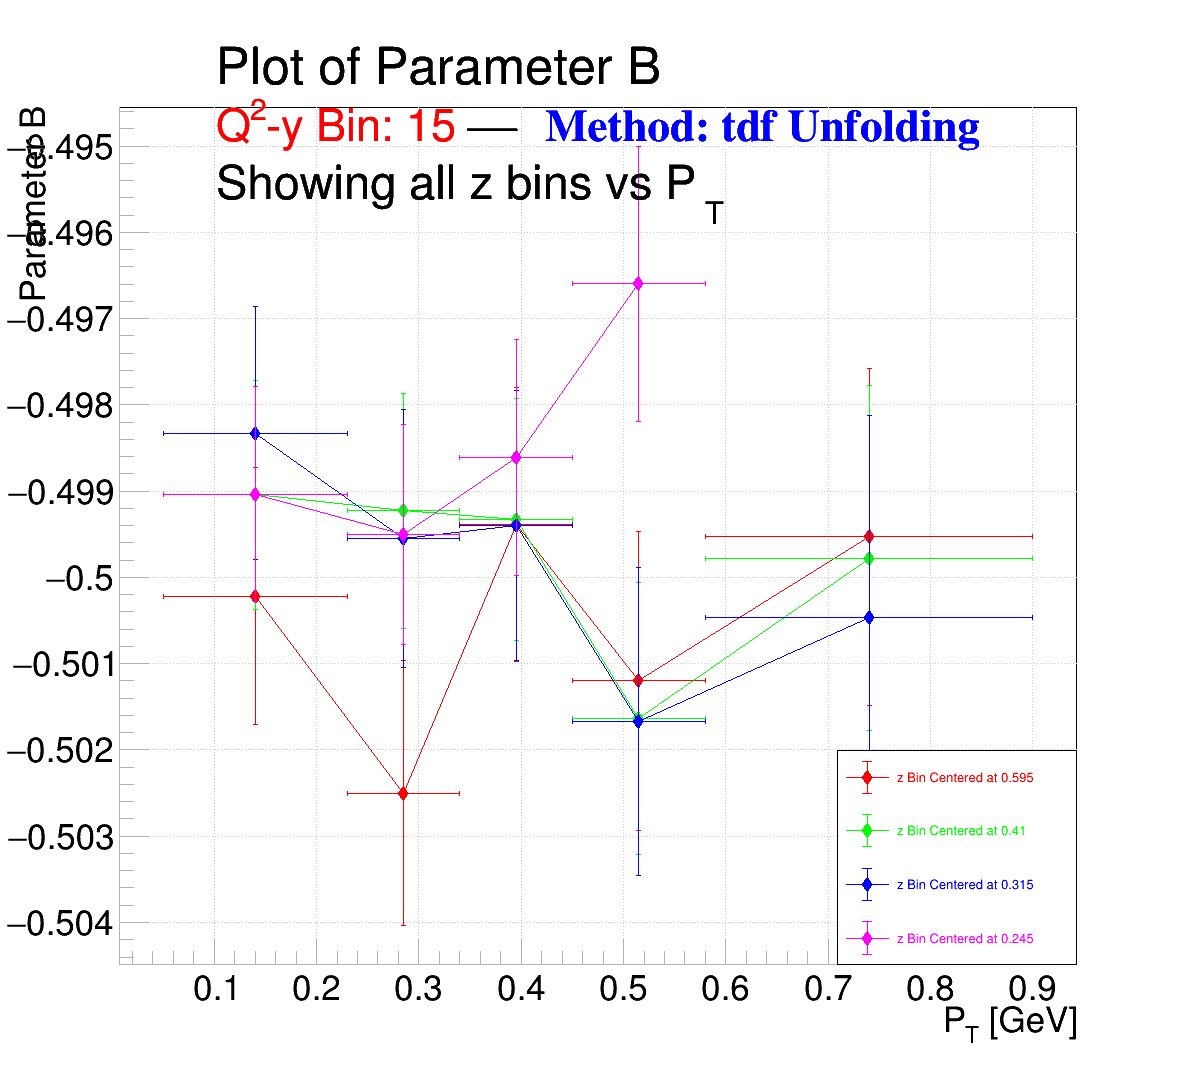 Plot of Parameter B
Q²-y Bin: 15 — Method: tdf Unfolding
Showing all z bins vs P_T
Parameter B
−0.495
−0.496
−0.497
−0.498
−0.499
−0.5
−0.501
−0.502
−0.503
−0.504
z Bin Centered at 0.595
z Bin Centered at 0.41
z Bin Centered at 0.315
z Bin Centered at 0.245
0.1 0.2 0.3 0.4 0.5 0.6 0.7 0.8 0.9
P_T [GeV]